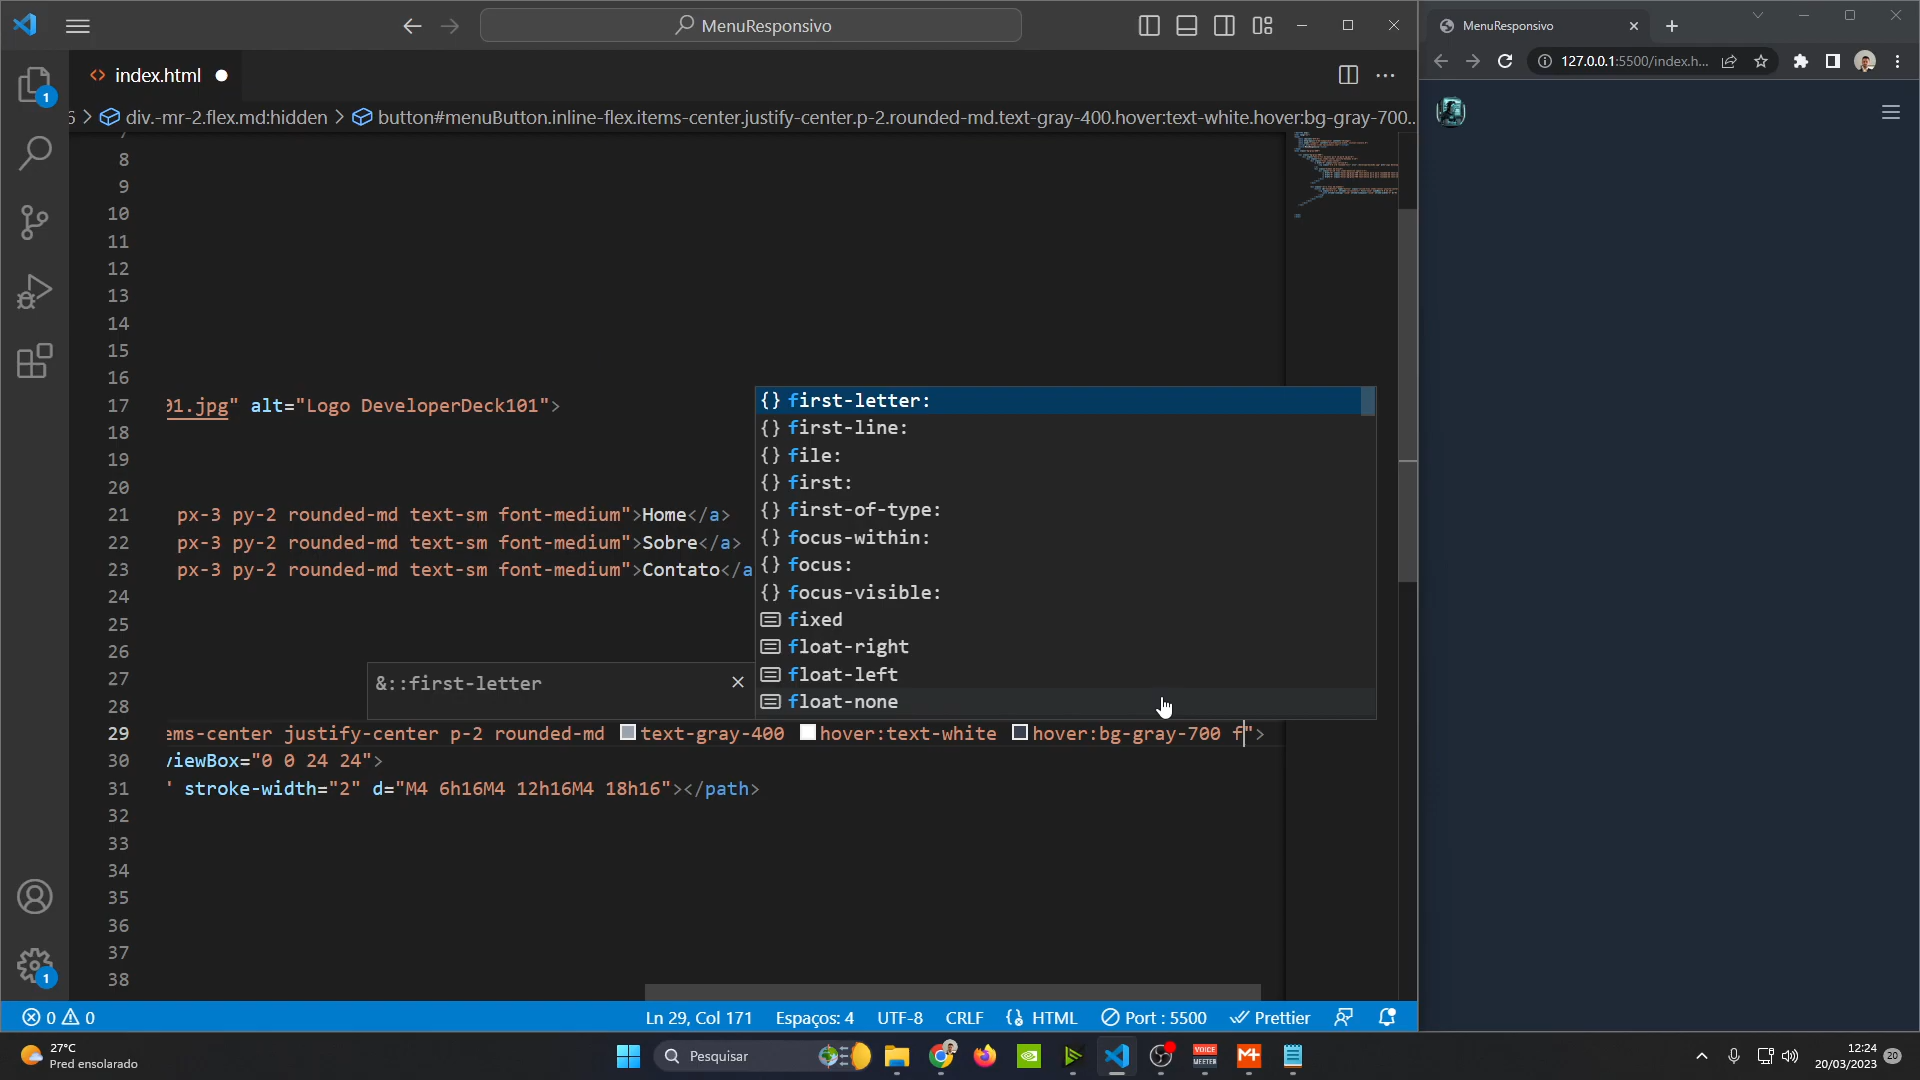 MenuResponsivo
MenuResponsivo
1
<> index.html
127.0.0.1:5500/index.h...
6 > div.-mr-2.flex.md:hidden > button#menuButton.inline-flex.items-center.justify-center.p-2.rounded-md.text-gray-400.hover:text-white.hover:bg-gray-700..
7
8
9
10
11
12
13
14
15
16
17 01.jpg" alt="Logo DeveloperDeck101">
18
19
20
21 px-3 py-2 rounded-md text-sm font-medium">Home</a>
22 px-3 py-2 rounded-md text-sm font-medium">Sobre</a>
23 px-3 py-2 rounded-md text-sm font-medium">Contato</a
24
25
26
27
28
{} first-letter:
{} first-line:
{} file:
{} first:
{} first-of-type:
{} focus-within:
{} focus:
{} focus-visible:
fixed
float-right
float-left
float-none
&::first-letter
29 ems-center justify-center p-2 rounded-md text-gray-400 hover:text-white hover:bg-gray-700 f">
30 viewBox="0 0 24 24">
31 " stroke-width="2" d="M4 6h16M4 12h16M4 18h16"></path>
32
33
34
35
36
37
38
1
0 0 Ln 29, Col 171 Espaços: 4 UTF-8 CRLF HTML Port : 5500 Prettier
27°C
Pred ensolarado
Pesquisar
VOICE
MEETER
M+
12:24
20/03/2023
20